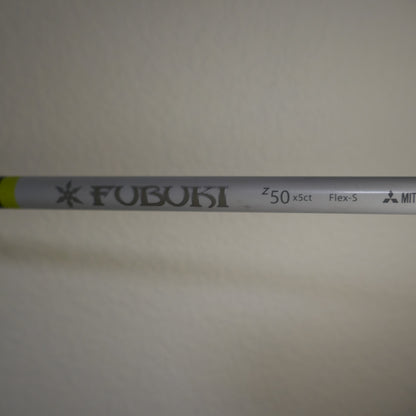 FUBUKI z50 x5ct Flex-S MIT